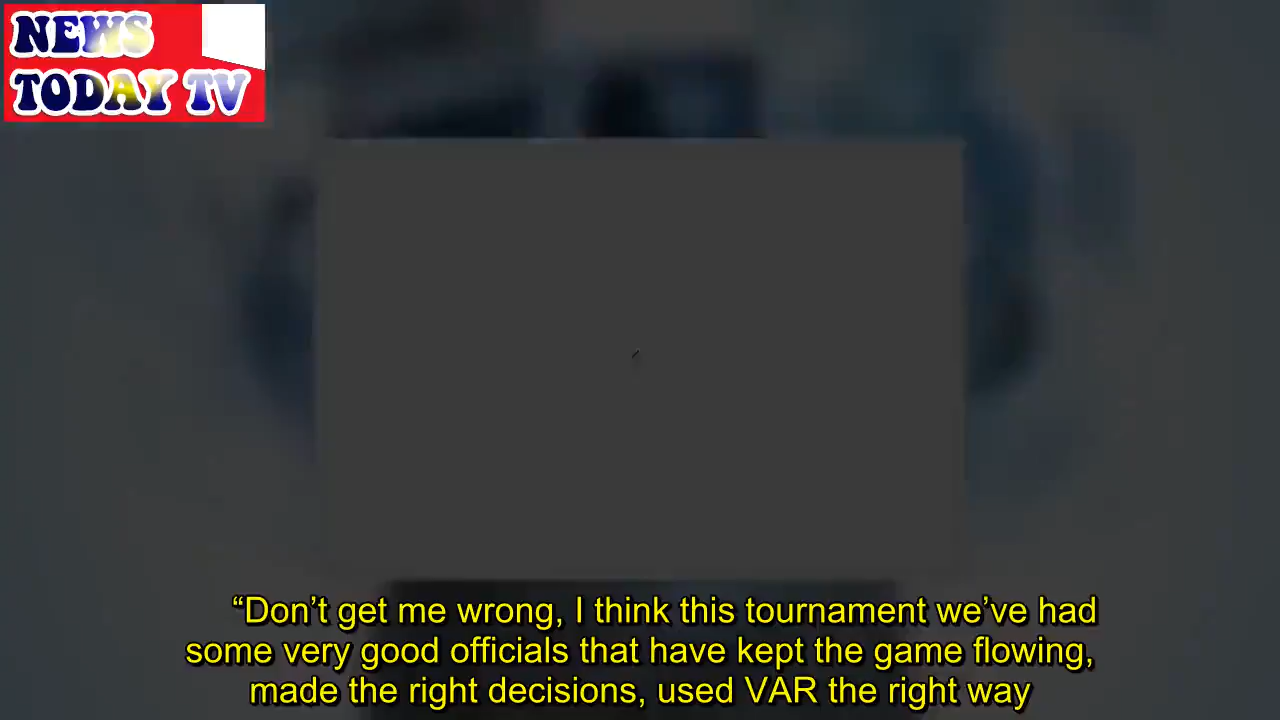 NEWS
TODAY TV
“Don’t get me wrong, I think this tournament we’ve had
some very good officials that have kept the game flowing,
made the right decisions, used VAR the right way